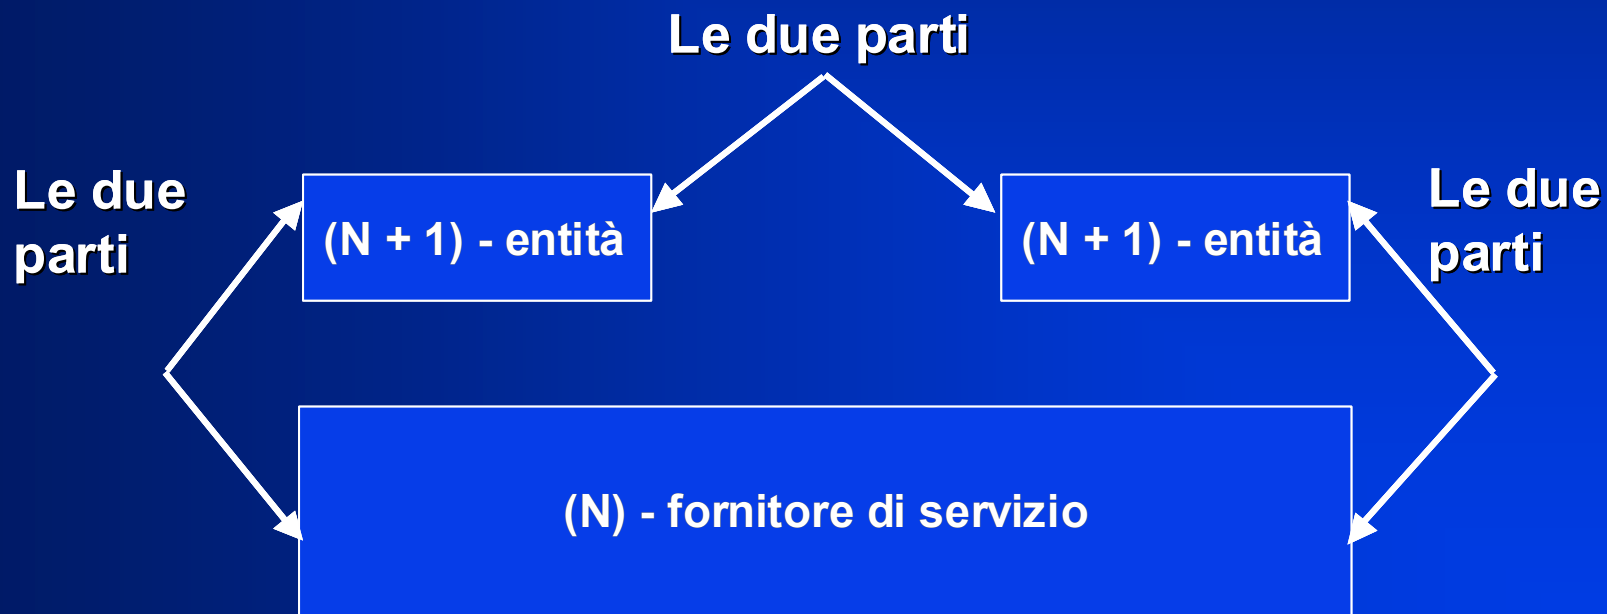 Le due parti
Le due
parti
(N + 1) - entità
(N + 1) - entità
Le due
parti
(N) - fornitore di servizio